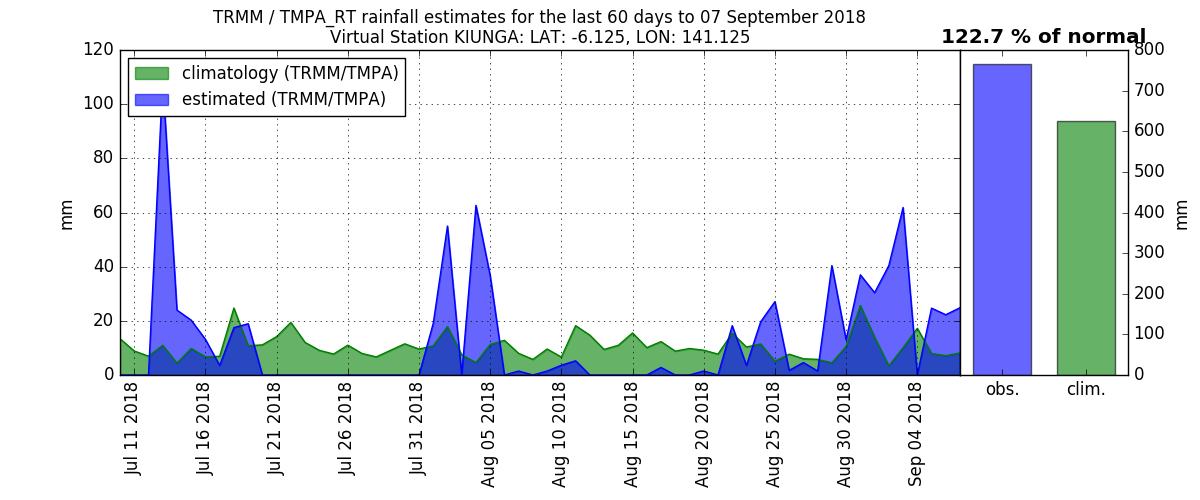 TRMM / TMPA_RT rainfall estimates for the last 60 days to 07 September 2018
Virtual Station KIUNGA: LAT: -6.125, LON: 141.125
122.7 % of normal
climatology (TRMM/TMPA)
estimated (TRMM/TMPA)
120
100
80
60
40
20
0
mm
800
700
600
500
400
300
200
100
0
mm
Jul 11 2018
Jul 16 2018
Jul 21 2018
Jul 26 2018
Jul 31 2018
Aug 05 2018
Aug 10 2018
Aug 15 2018
Aug 20 2018
Aug 25 2018
Aug 30 2018
Sep 04 2018
obs.
clim.